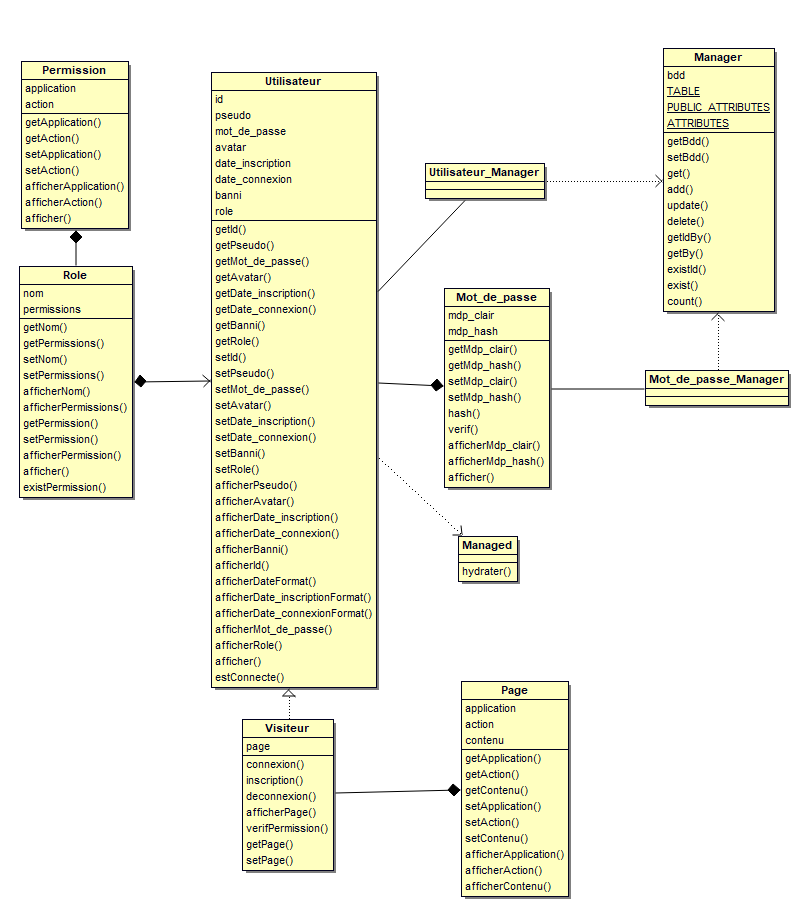 Permission
application
action
getApplication()
getAction()
setApplication()
setAction()
afficherApplication()
afficherAction()
afficher()
Role
nom
permissions
getNom()
getPermissions()
setNom()
setPermissions()
afficherNom()
afficherPermissions()
getPermission()
setPermission()
afficherPermission()
afficher()
existPermission()
Utilisateur
id
pseudo
mot_de_passe
avatar
date_inscription
date_connexion
banni
role
getId()
getPseudo()
getMot_de_passe()
getAvatar()
getDate_inscription()
getDate_connexion()
getBanni()
getRole()
setId()
setPseudo()
setMot_de_passe()
setAvatar()
setDate_inscription()
setDate_connexion()
setBanni()
setRole()
afficherPseudo()
afficherAvatar()
afficherDate_inscription()
afficherDate_connexion()
afficherBanni()
afficherId()
afficherDateFormat()
afficherDate_inscriptionFormat()
afficherDate_connexionFormat()
afficherMot_de_passe()
afficherRole()
afficher()
estConnecte()
Visiteur
page
connexion()
inscription()
deconnexion()
afficherPage()
verifPermission()
getPage()
setPage()
Utilisateur_Manager
Mot_de_passe
mdp_clair
mdp_hash
getMdp_clair()
getMdp_hash()
setMdp_clair()
setMdp_hash()
hash()
verif()
afficherMdp_clair()
afficherMdp_hash()
afficher()
Managed
hydrater()
Page
application
action
contenu
getApplication()
getAction()
getContenu()
setApplication()
setAction()
setContenu()
afficherApplication()
afficherAction()
afficherContenu()
Manager
bdd
TABLE
PUBLIC_ATTRIBUTES
ATTRIBUTES
getBdd()
setBdd()
get()
add()
update()
delete()
getIdBy()
getBy()
existId()
exist()
count()
Mot_de_passe_Manager